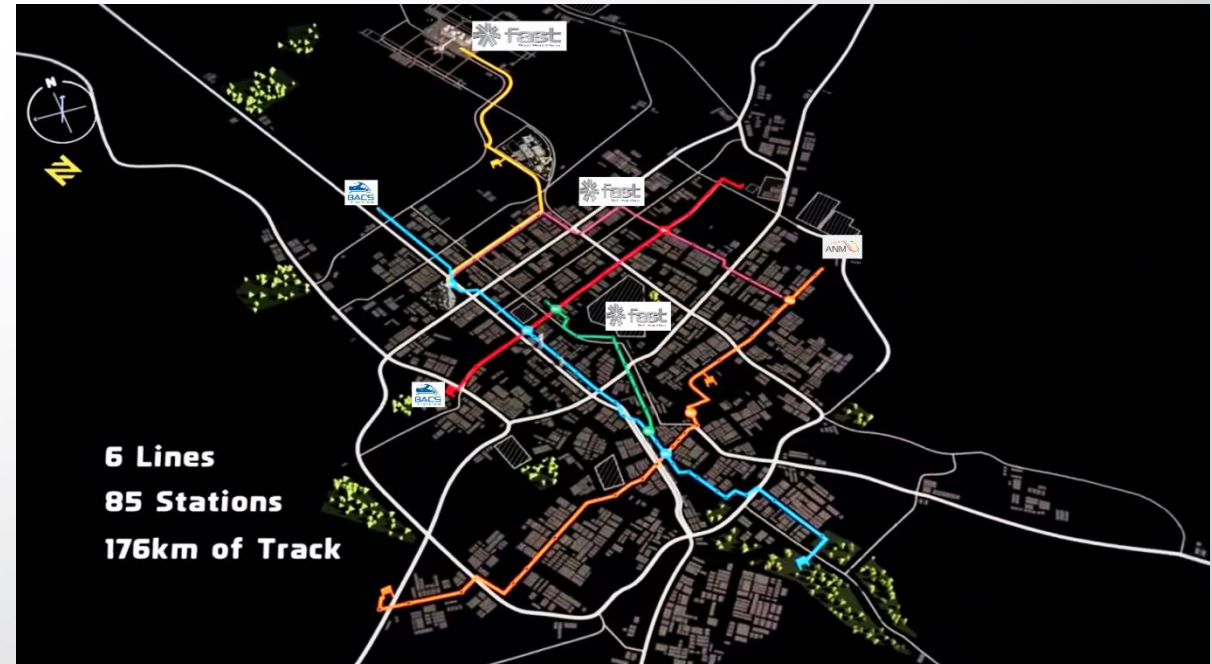 fast
N
BACS
fast
ANM
fast
BACS
6 Lines
85 Stations
176km of Track